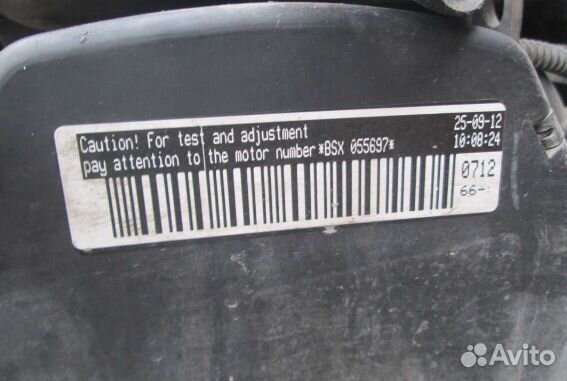 Caution! For test and adjustment
pay attention to the motor number *BSX 055697*
25-09-12
10:08:24
0712
66-:
Avito